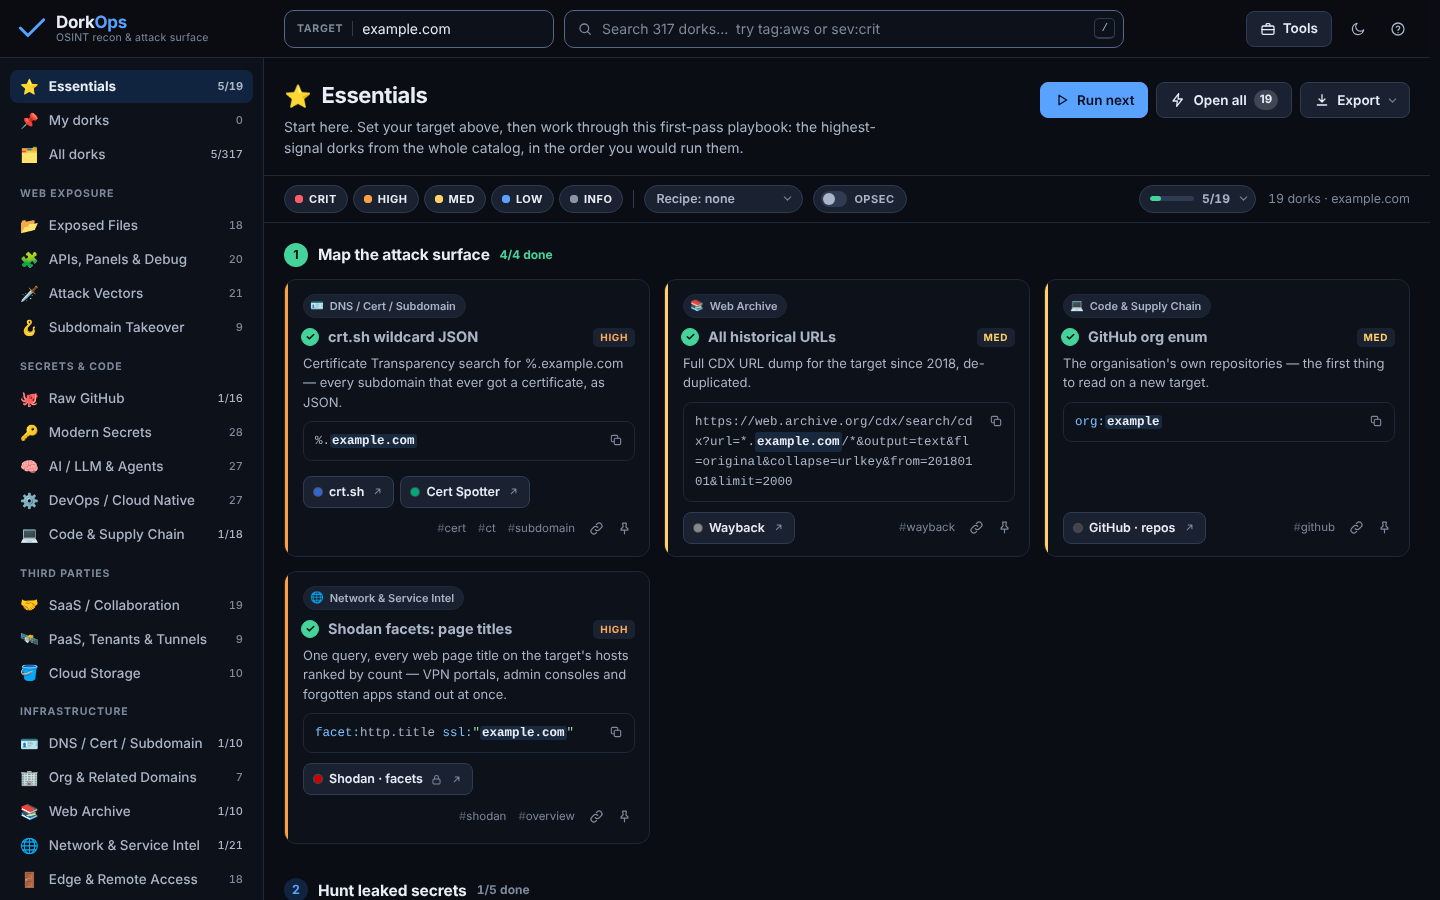 DorkOps
OSINT recon & attack surface
TARGET example.com
Search 317 dorks... try tag:aws or sev:crit /
Tools
Essentials 5/19
My dorks 0
All dorks 5/317
WEB EXPOSURE
Exposed Files 18
APIs, Panels & Debug 20
Attack Vectors 21
Subdomain Takeover 9
SECRETS & CODE
Raw GitHub 1/16
Modern Secrets 28
AI / LLM & Agents 27
DevOps / Cloud Native 27
Code & Supply Chain 1/18
THIRD PARTIES
SaaS / Collaboration 19
PaaS, Tenants & Tunnels 9
Cloud Storage 10
INFRASTRUCTURE
DNS / Cert / Subdomain 1/10
Org & Related Domains 7
Web Archive 1/10
Network & Service Intel 1/21
Edge & Remote Access 18
Essentials
Start here. Set your target above, then work through this first-pass playbook: the highest-
signal dorks from the whole catalog, in the order you would run them.
Run next
Open all 19
Export
CRIT HIGH MED LOW INFO
Recipe: none
OPSEC
5/19
19 dorks · example.com
1 Map the attack surface 4/4 done
DNS / Cert / Subdomain
crt.sh wildcard JSON HIGH
Certificate Transparency search for %.example.com
— every subdomain that ever got a certificate, as
JSON.
%.example.com
crt.sh Cert Spotter
#cert #ct #subdomain
Web Archive
All historical URLs MED
Full CDX URL dump for the target since 2018, de-
duplicated.
https://web.archive.org/cdx/search/cd
x?url=*.example.com/*&output=text&fl
=original&collapse=urlkey&from=201801
01&limit=2000
Wayback #wayback
Code & Supply Chain
GitHub org enum MED
The organisation's own repositories — the first thing
to read on a new target.
org:example
GitHub · repos #github
Network & Service Intel
Shodan facets: page titles HIGH
One query, every web page title on the target's hosts
ranked by count — VPN portals, admin consoles and
forgotten apps stand out at once.
facet:http.title ssl:"example.com"
Shodan · facets
#shodan #overview
2 Hunt leaked secrets 1/5 done